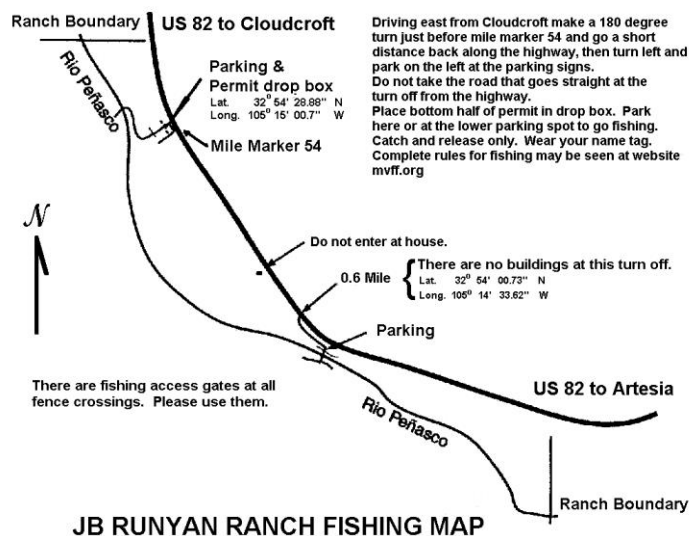 Ranch Boundary
US 82 to Cloudcroft
Rio Peñasco
Parking &
Permit drop box
Lat. 32° 54' 28.88" N
Long. 105° 15' 00.7" W
Mile Marker 54
Driving east from Cloudcroft make a 180 degree
turn just before mile marker 54 and go a short
distance back along the highway, then turn left and
park on the left at the parking signs.
Do not take the road that goes straight at the
turn off from the highway.
Place bottom half of permit in drop box. Park
here or at the lower parking spot to go fishing.
Catch and release only. Wear your name tag.
Complete rules for fishing may be seen at website
mvff.org
N
Do not enter at house.
0.6 Mile
There are no buildings at this turn off.
Lat. 32° 54' 00.73" N
Long. 105° 14' 33.62" W
Parking
There are fishing access gates at all
fence crossings. Please use them.
US 82 to Artesia
Rio Peñasco
Ranch Boundary
JB RUNYAN RANCH FISHING MAP